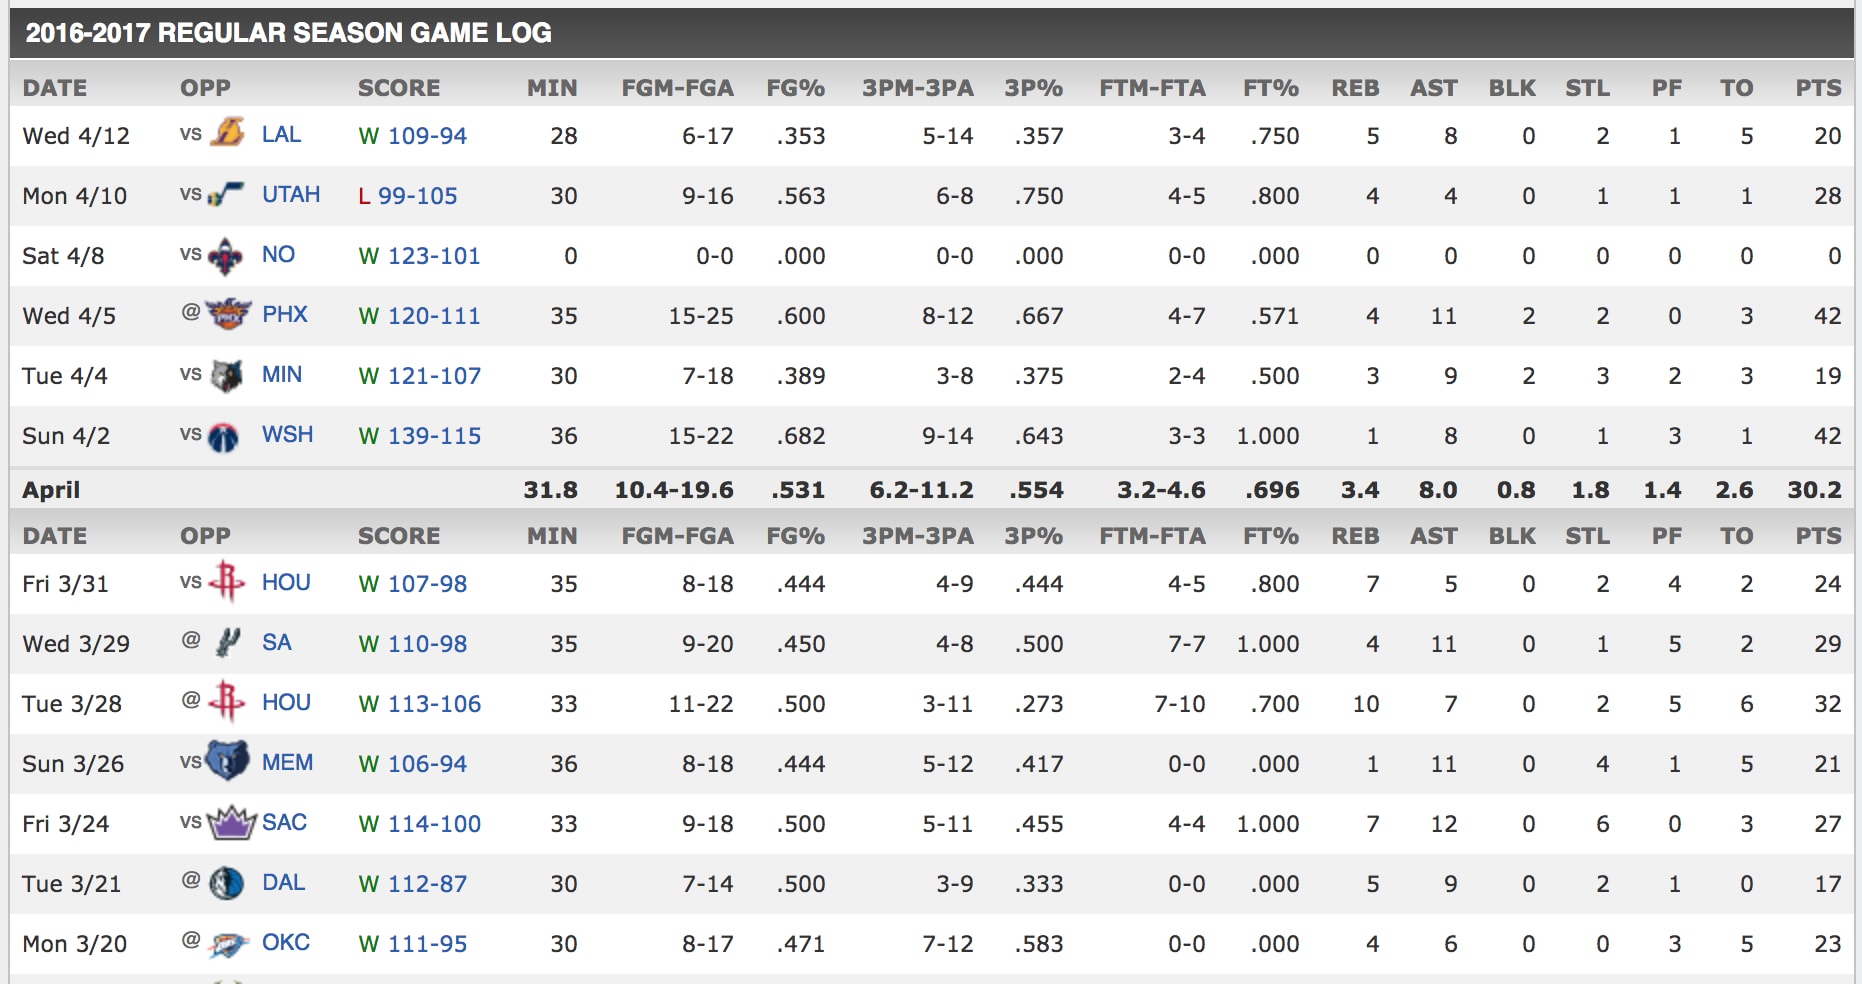 2016-2017 REGULAR SEASON GAME LOG
DATE OPP SCORE MIN FGM-FGA FG% 3PM-3PA 3P% FTM-FTA FT% REB AST BLK STL PF TO PTS
Wed 4/12 vs LAL W 109-94 28 6-17 .353 5-14 .357 3-4 .750 5 8 0 2 1 5 20
Mon 4/10 vs UTAH L 99-105 30 9-16 .563 6-8 .750 4-5 .800 4 4 0 1 1 1 28
Sat 4/8 vs NO W 123-101 0 0-0 .000 0-0 .000 0-0 .000 0 0 0 0 0 0 0
Wed 4/5 @ PHX W 120-111 35 15-25 .600 8-12 .667 4-7 .571 4 11 2 2 0 3 42
Tue 4/4 vs MIN W 121-107 30 7-18 .389 3-8 .375 2-4 .500 3 9 2 3 2 3 19
Sun 4/2 vs WSH W 139-115 36 15-22 .682 9-14 .643 3-3 1.000 1 8 0 1 3 1 42
April 31.8 10.4-19.6 .531 6.2-11.2 .554 3.2-4.6 .696 3.4 8.0 0.8 1.8 1.4 2.6 30.2
DATE OPP SCORE MIN FGM-FGA FG% 3PM-3PA 3P% FTM-FTA FT% REB AST BLK STL PF TO PTS
Fri 3/31 vs HOU W 107-98 35 8-18 .444 4-9 .444 4-5 .800 7 5 0 2 4 2 24
Wed 3/29 @ SA W 110-98 35 9-20 .450 4-8 .500 7-7 1.000 4 11 0 1 5 2 29
Tue 3/28 @ HOU W 113-106 33 11-22 .500 3-11 .273 7-10 .700 10 7 0 2 5 6 32
Sun 3/26 vs MEM W 106-94 36 8-18 .444 5-12 .417 0-0 .000 1 11 0 4 1 5 21
Fri 3/24 vs SAC W 114-100 33 9-18 .500 5-11 .455 4-4 1.000 7 12 0 6 0 3 27
Tue 3/21 @ DAL W 112-87 30 7-14 .500 3-9 .333 0-0 .000 5 9 0 2 1 0 17
Mon 3/20 @ OKC W 111-95 30 8-17 .471 7-12 .583 0-0 .000 4 6 0 0 3 5 23